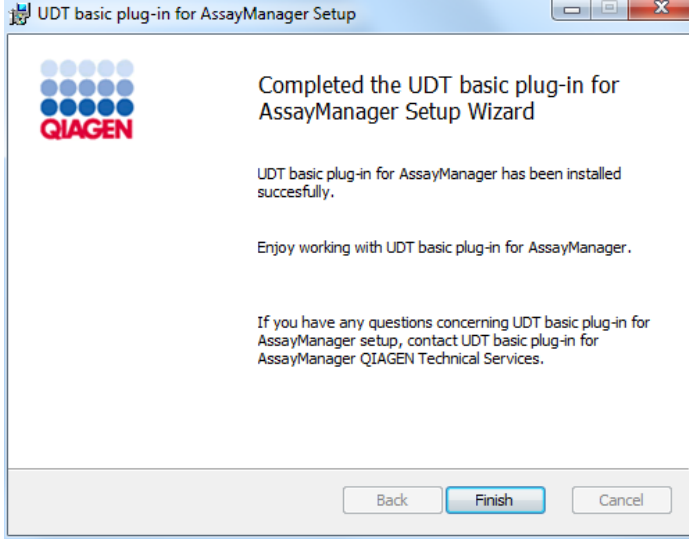 UDT basic plug-in for AssayManager Setup
QIAGEN
Completed the UDT basic plug-in for
AssayManager Setup Wizard
UDT basic plug-in for AssayManager has been installed
succesfully.
Enjoy working with UDT basic plug-in for AssayManager.
If you have any questions concerning UDT basic plug-in for
AssayManager setup, contact UDT basic plug-in for
AssayManager QIAGEN Technical Services.
Back Finish Cancel